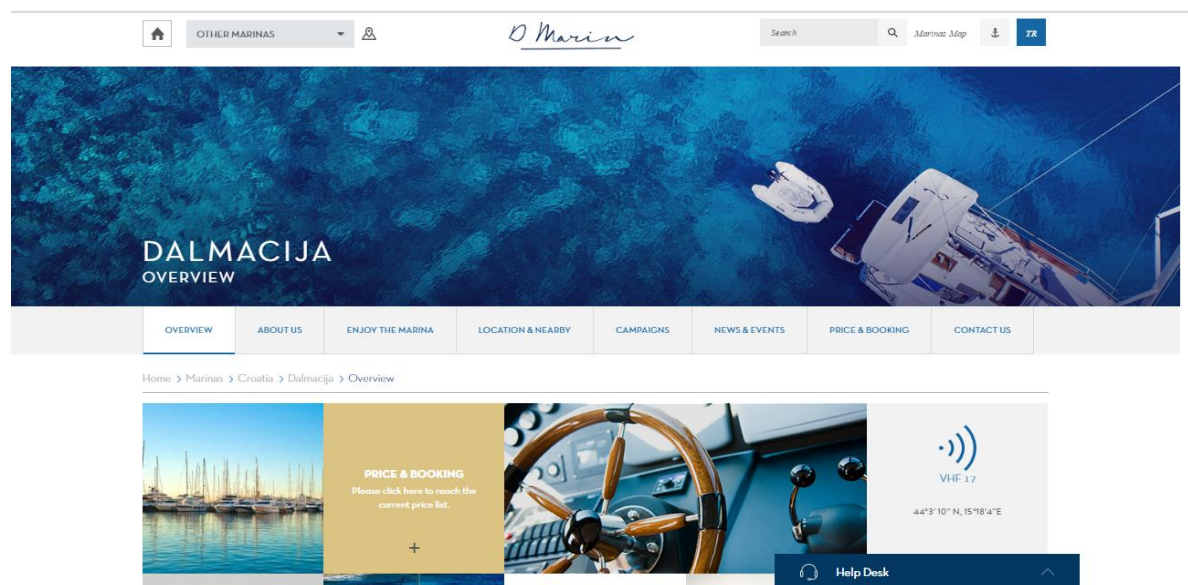 OTHER MARINAS
D Marin
Search
Marinas Map
TR
DALMACIJA
OVERVIEW
OVERVIEW
ABOUT US
ENJOY THE MARINA
LOCATION & NEARBY
CAMPAIGNS
NEWS & EVENTS
PRICE & BOOKING
CONTACT US
Home > Marinas > Croatia > Dalmacija > Overview
PRICE & BOOKING
Please click here to reach the
current price list.
+
VHF 17
44°3'10" N, 15°18'4"E
Help Desk